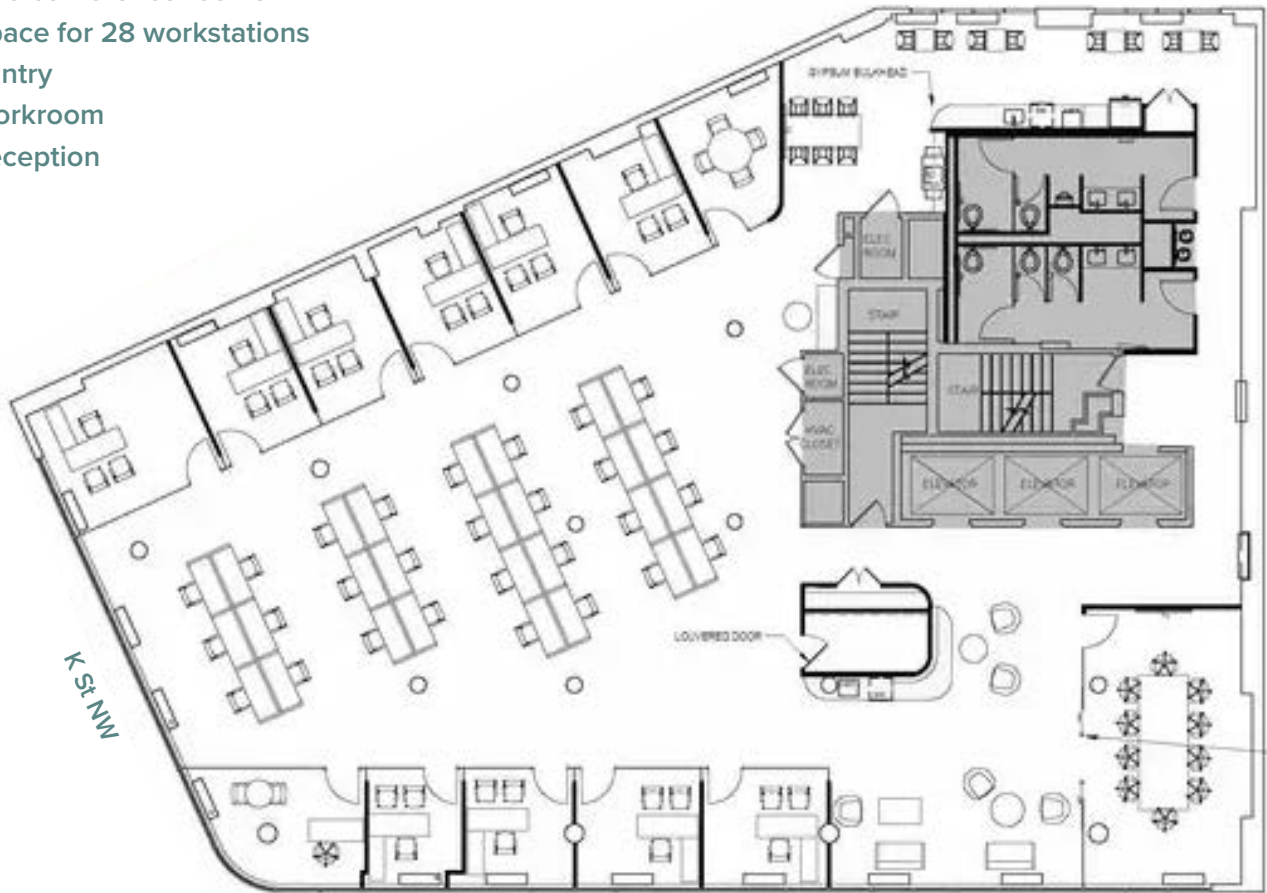 pace for 28 workstations
ntry
orkroom
eception
GYPSUM BULKHEAD
ELEC
ROOM
STAIR
ELEC
ROOM
STAIR
HVAC
CLOSET
ELEVATOR
ELEVATOR
ELEVATOR
LOUVERED DOOR
K St NW